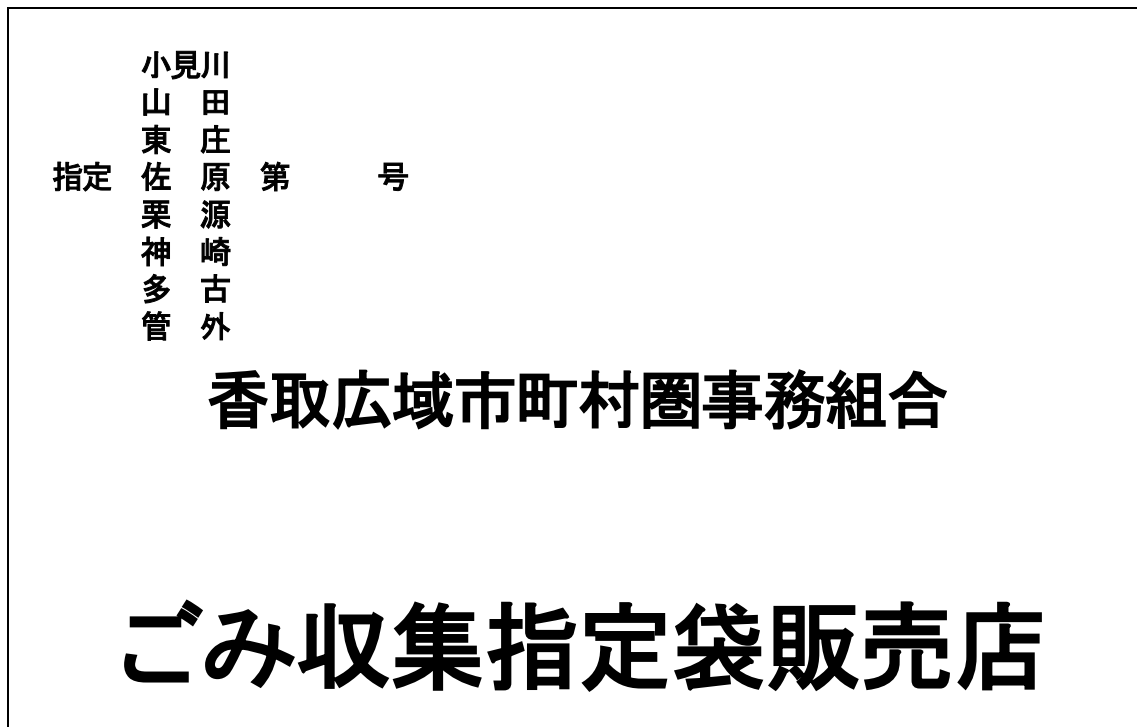 小見川
山　田
東　庄
指定　佐　原　第　　　号
栗　源
神　崎
多　古
管　外
香取広域市町村圏事務組合
ごみ収集指定袋販売店